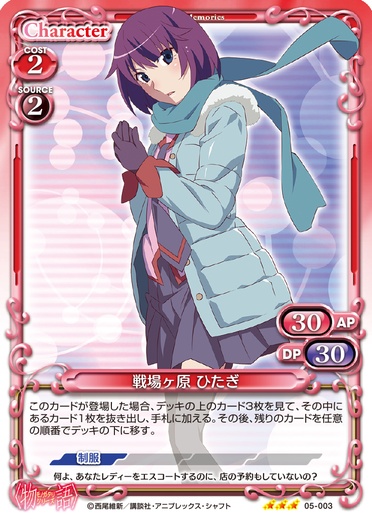 Character
COST
2
SOURCE
2
30 AP
DP 30
戦場ヶ原 ひたぎ
このカードが登場した場合、デッキの上のカード3枚を見て、その中に
あるカード1枚を抜き出し、手札に加える。その後、残りのカードを任意
の順番でデッキの下に移す。
制服
何よ、あなたレディーをエスコートするのに、店の予約もしていないの?
物語
©西尾維新／講談社・アニプレックス・シャフト
05-003